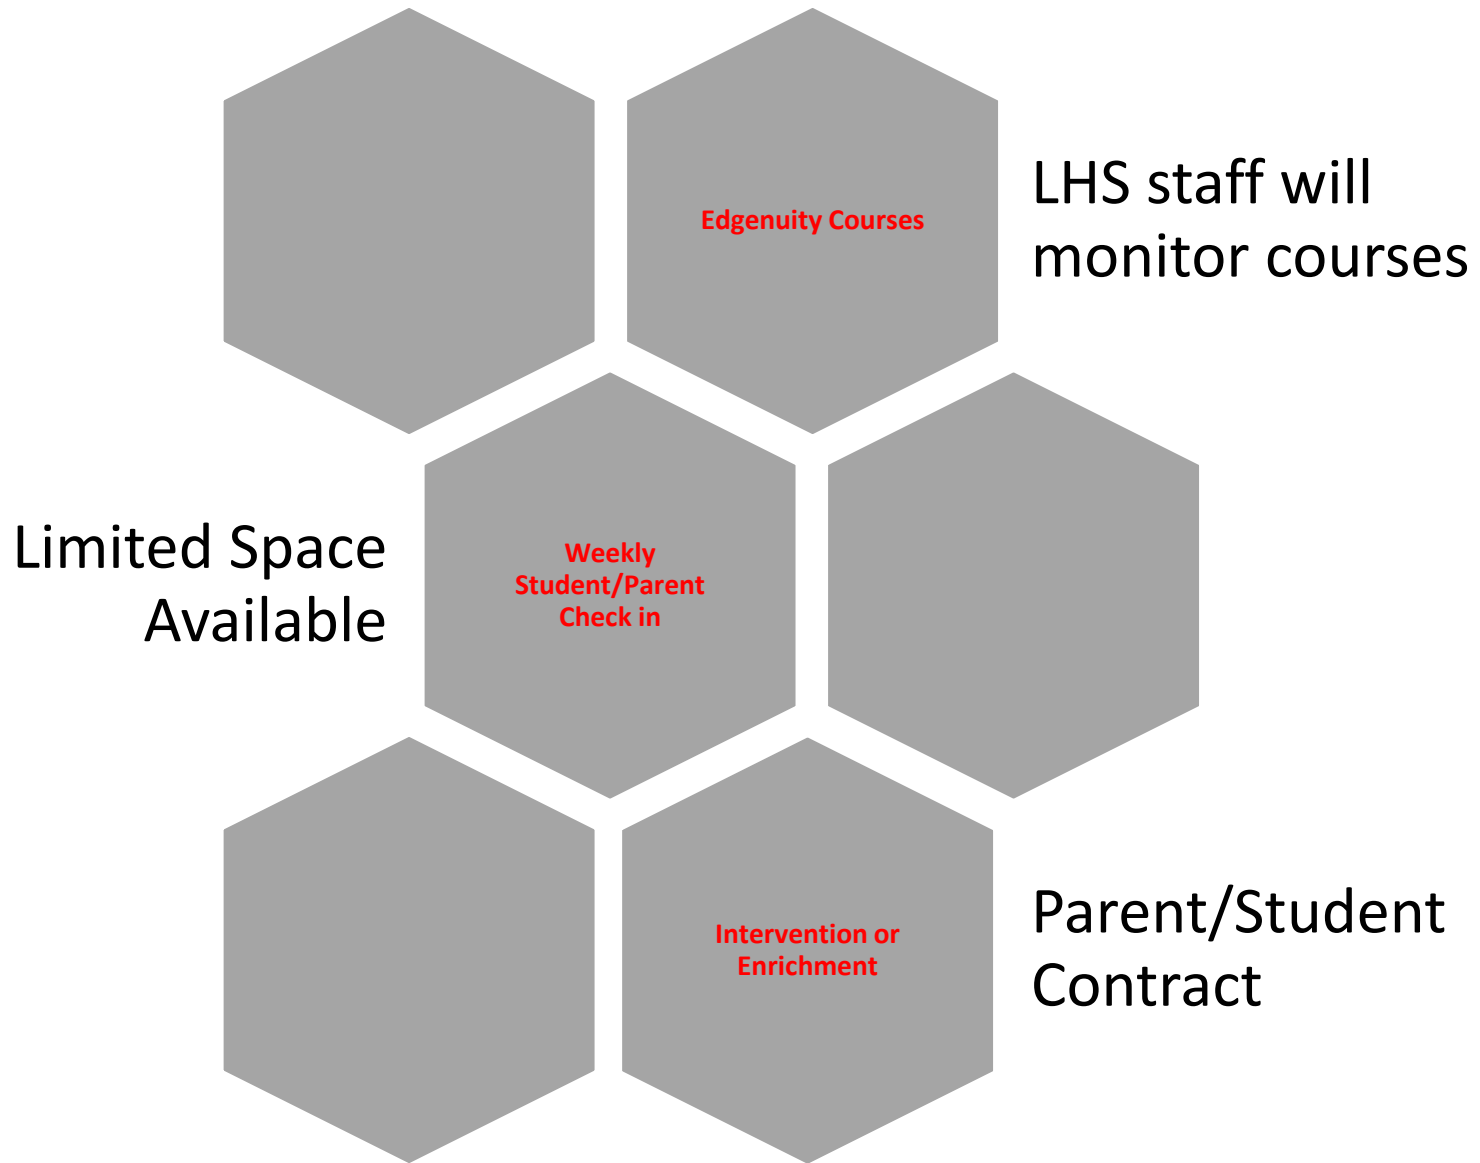 Edgenuity Courses
LHS staff will
monitor courses
Limited Space
Available
Weekly
Student/Parent
Check in
Intervention or
Enrichment
Parent/Student
Contract